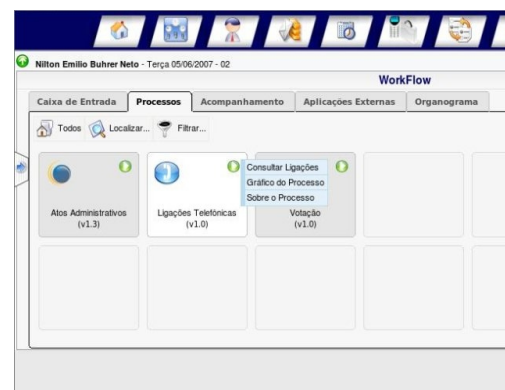 Nilton Emilio Buhrer Neto - Terça 05/06/2007 - 02
WorkFlow
Caixa de Entrada
Processos
Acompanhamento
Aplicações Externas
Organograma
Todos
Localizar...
Filtrar...
Consultar Ligações
Gráfico do Processo
Sobre o Processo
Atos Administrativos
(v1.3)
Ligações Telefônicas
(v1.0)
Votação
(v1.0)